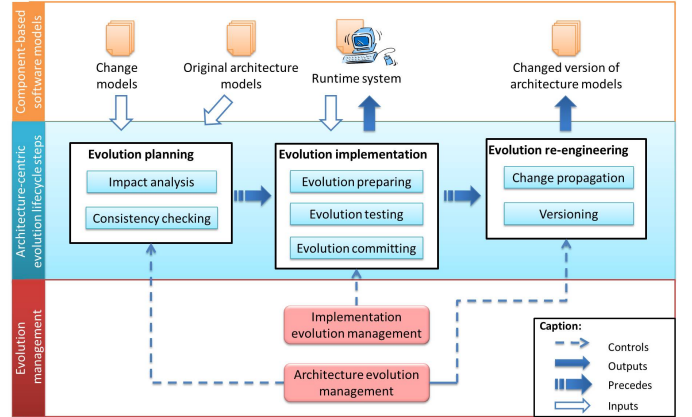 Component-based
software models
Change
models
Original architecture
models
Runtime system
Changed version of
architecture models
Architecture-centric
evolution lifecycle steps
Evolution planning
Impact analysis
Consistency checking
Evolution implementation
Evolution preparing
Evolution testing
Evolution committing
Evolution re-engineering
Change propagation
Versioning
Evolution
management
Implementation
evolution management
Architecture evolution
management
Caption:
Controls
Outputs
Precedes
Inputs